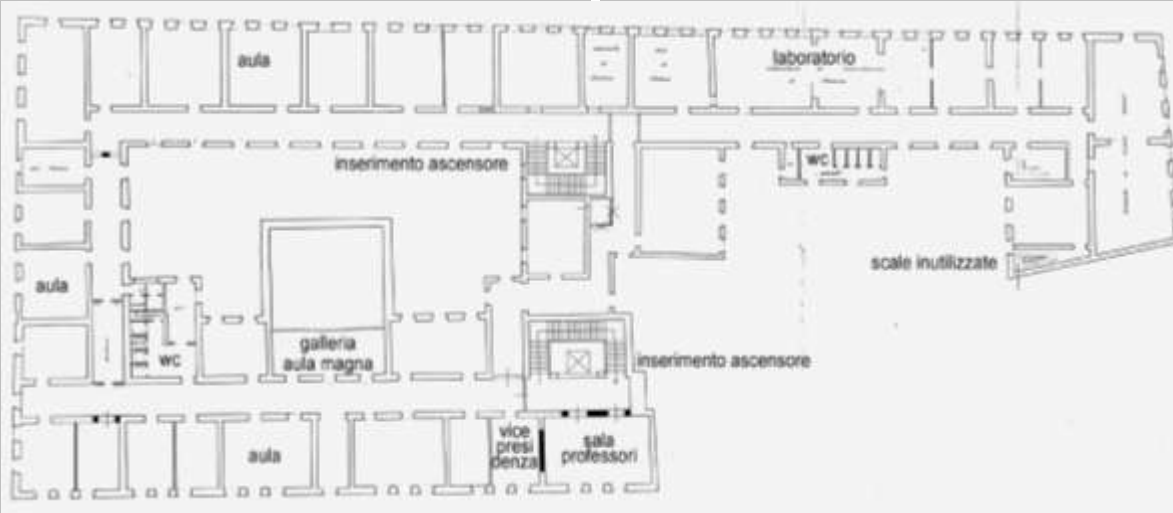 aula
laboratorio
inserimento ascensore
wc
scale inutilizzate
aula
galleria
aula magna
wc
inserimento ascensore
aula
vice
presi
denza
sala
professori